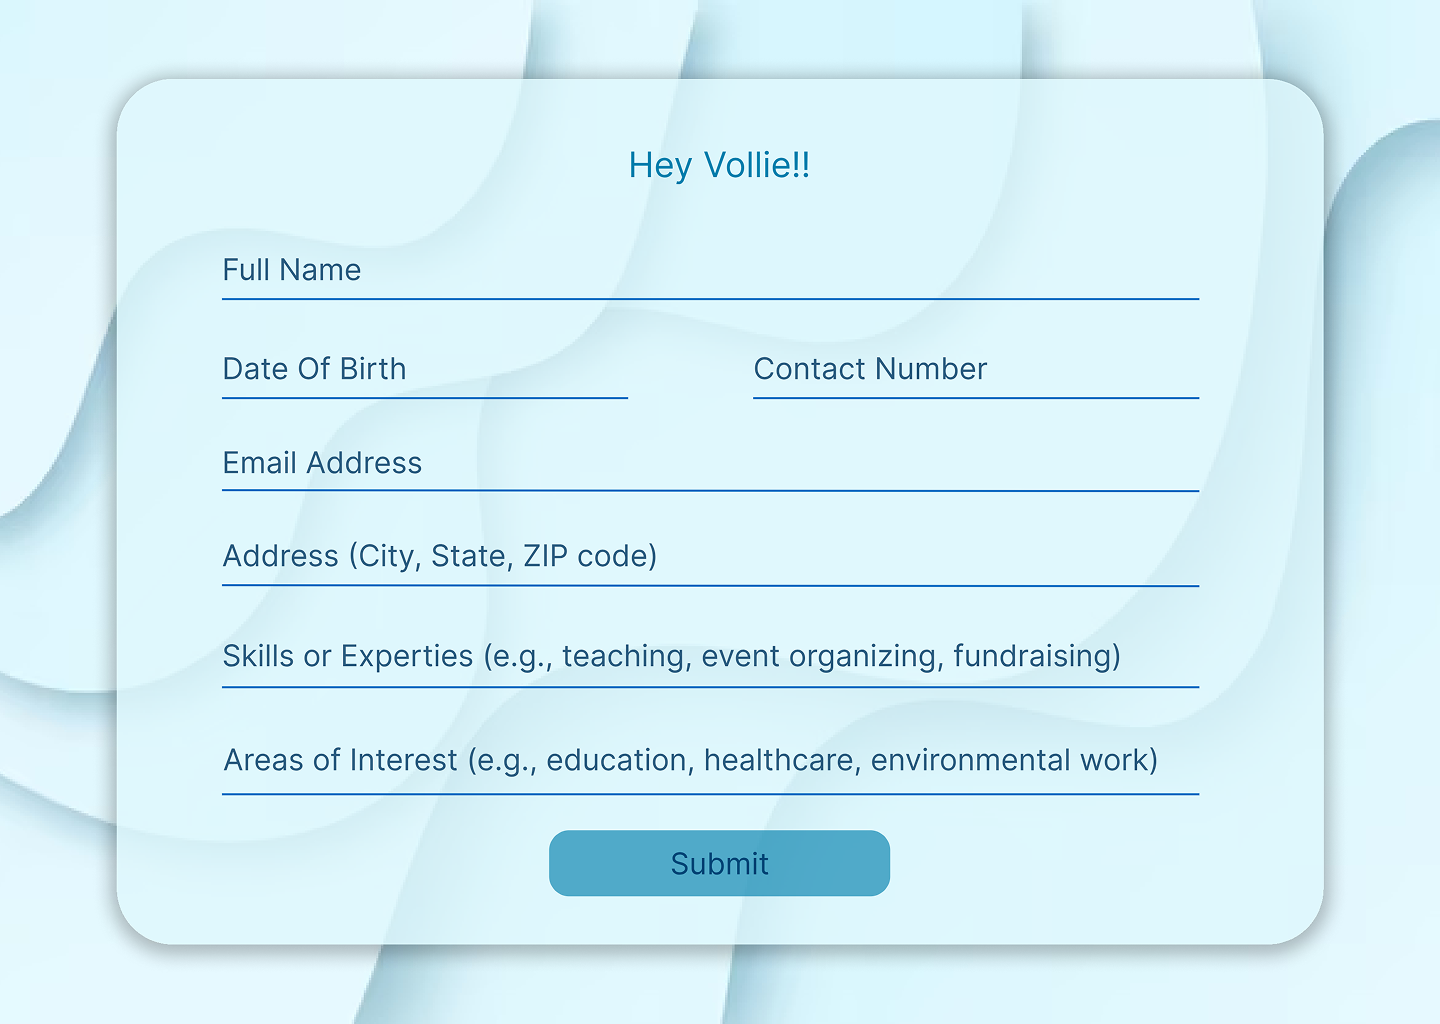 Hey Vollie!!
Full Name
Date Of Birth
Contact Number
Email Address
Address (City, State, ZIP code)
Skills or Experties (e.g., teaching, event organizing, fundraising)
Areas of Interest (e.g., education, healthcare, environmental work)
Submit